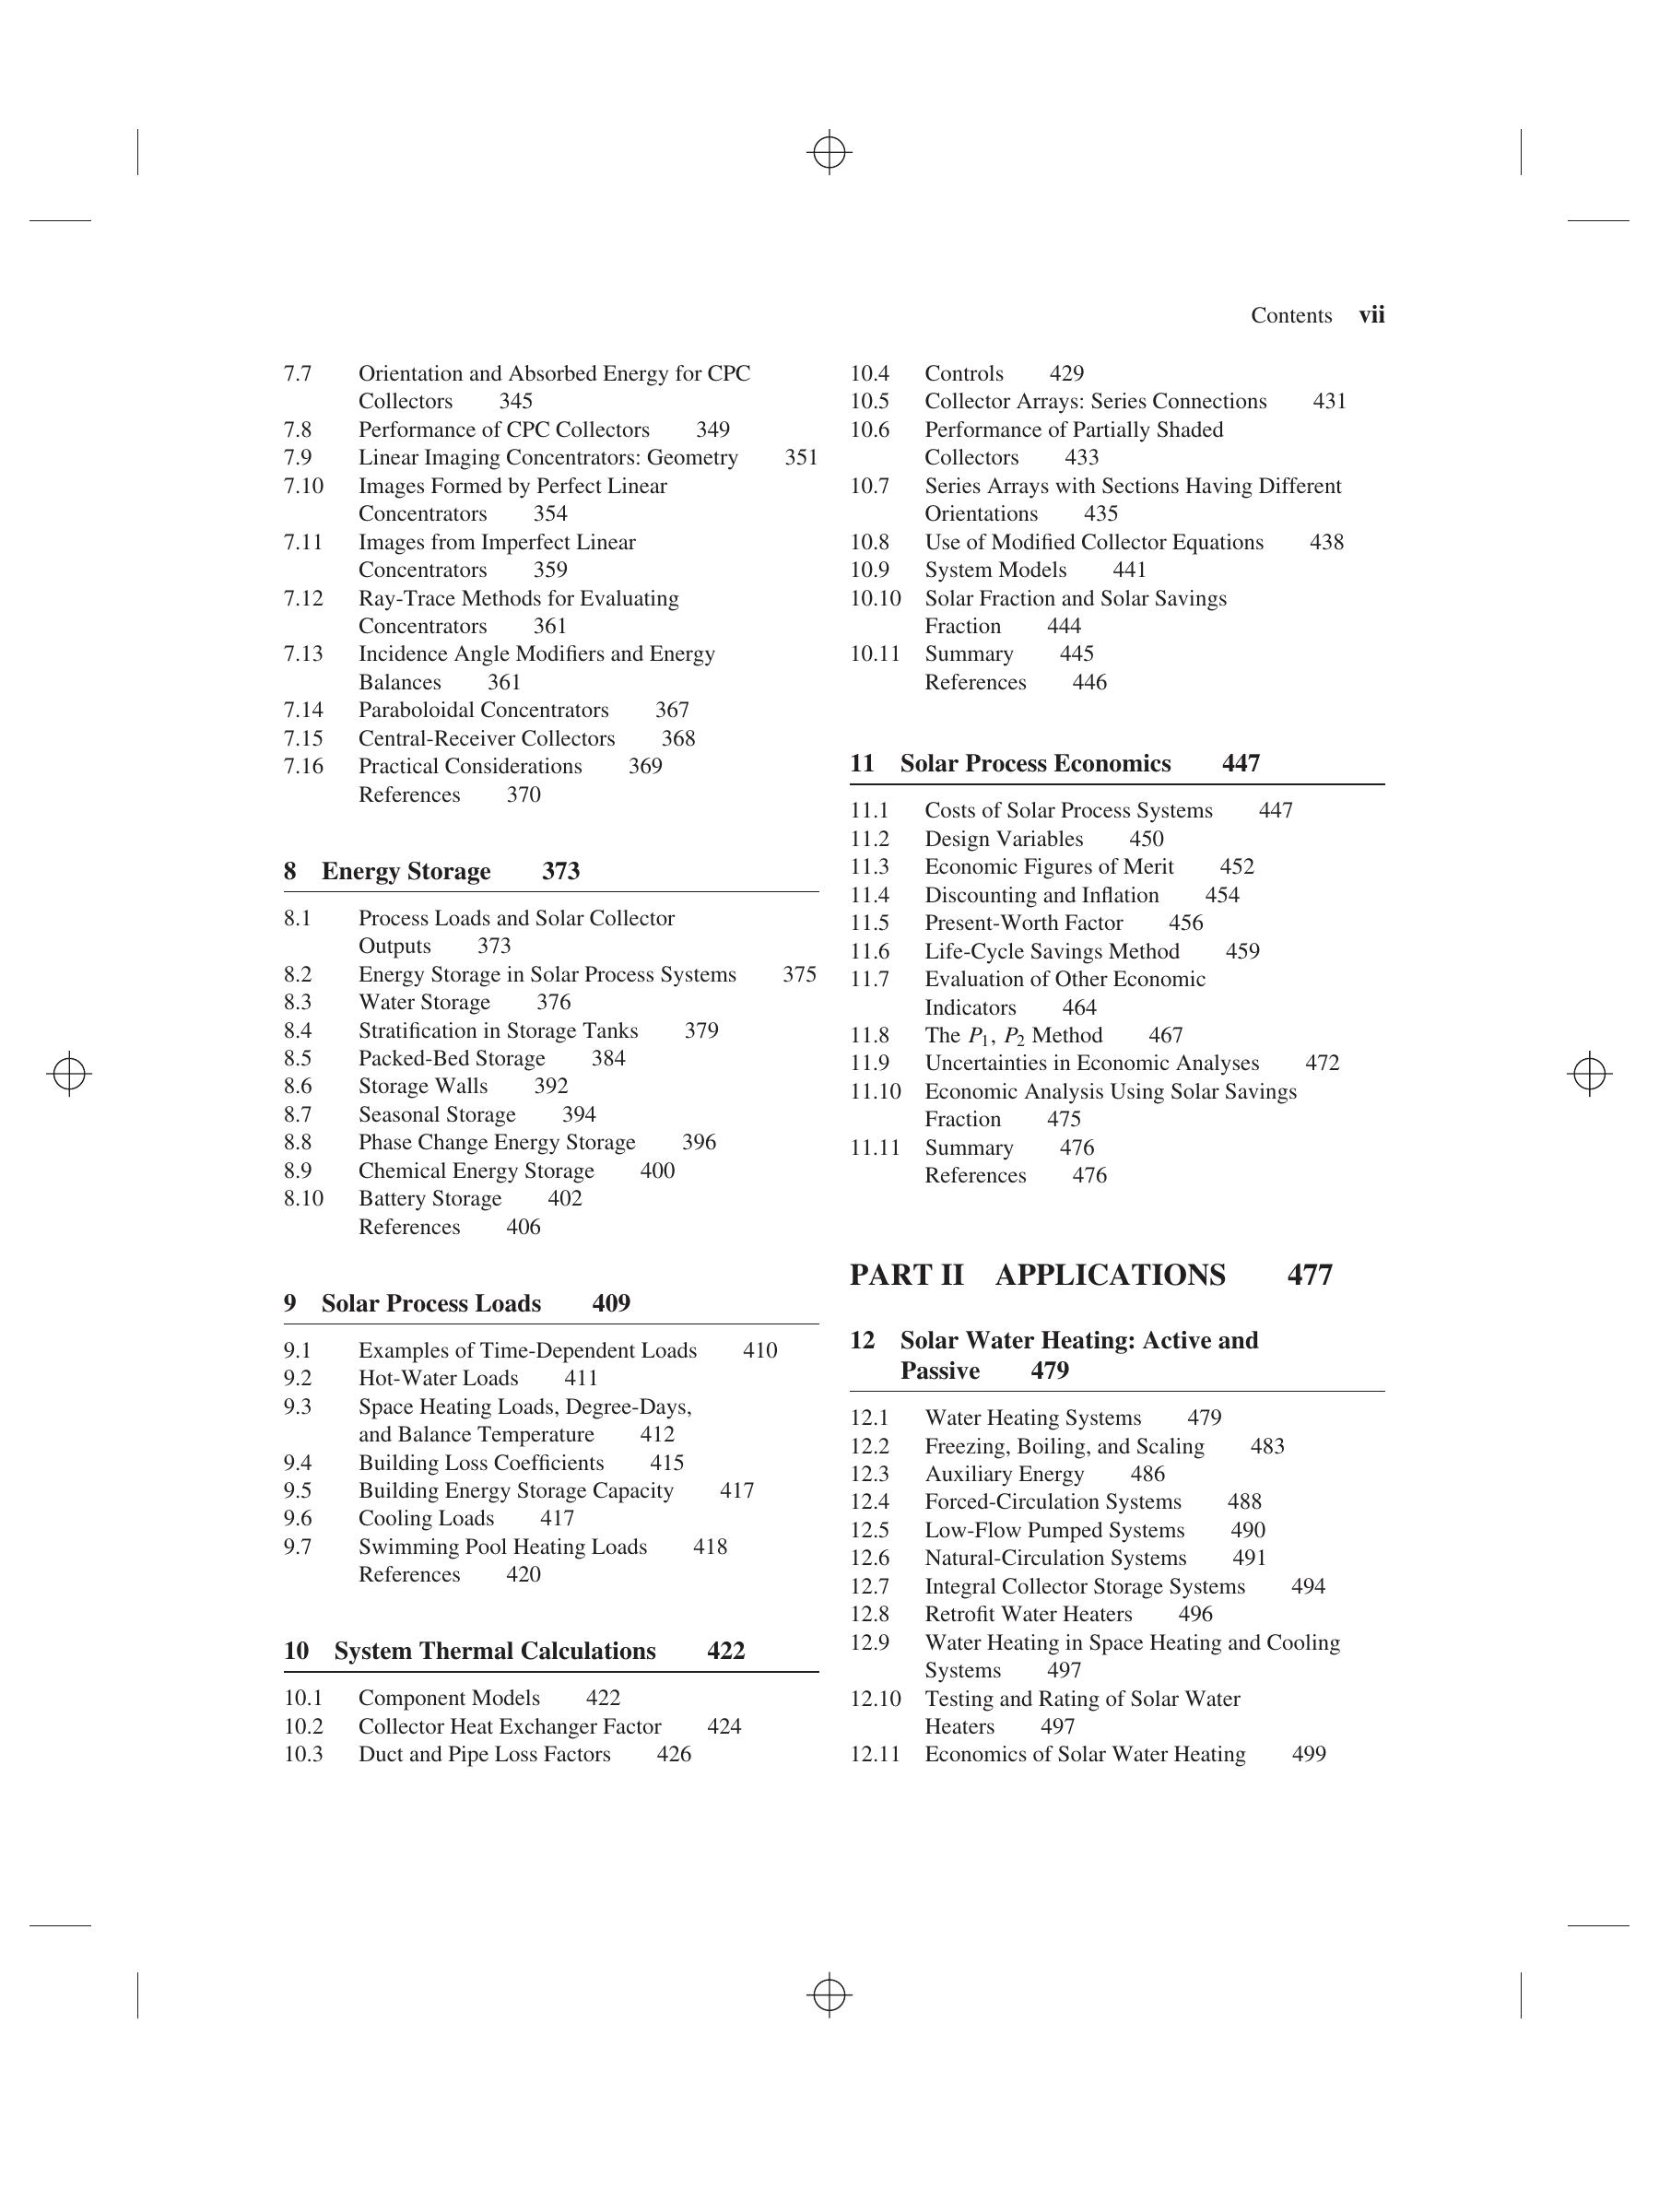 Contents vii
7.7 Orientation and Absorbed Energy for CPC
Collectors 345
7.8 Performance of CPC Collectors 349
7.9 Linear Imaging Concentrators: Geometry 351
7.10 Images Formed by Perfect Linear
Concentrators 354
7.11 Images from Imperfect Linear
Concentrators 359
7.12 Ray-Trace Methods for Evaluating
Concentrators 361
7.13 Incidence Angle Modifiers and Energy
Balances 361
7.14 Paraboloidal Concentrators 367
7.15 Central-Receiver Collectors 368
7.16 Practical Considerations 369
References 370
8 Energy Storage 373
8.1 Process Loads and Solar Collector
Outputs 373
8.2 Energy Storage in Solar Process Systems 375
8.3 Water Storage 376
8.4 Stratification in Storage Tanks 379
8.5 Packed-Bed Storage 384
8.6 Storage Walls 392
8.7 Seasonal Storage 394
8.8 Phase Change Energy Storage 396
8.9 Chemical Energy Storage 400
8.10 Battery Storage 402
References 406
9 Solar Process Loads 409
9.1 Examples of Time-Dependent Loads 410
9.2 Hot-Water Loads 411
9.3 Space Heating Loads, Degree-Days,
and Balance Temperature 412
9.4 Building Loss Coefficients 415
9.5 Building Energy Storage Capacity 417
9.6 Cooling Loads 417
9.7 Swimming Pool Heating Loads 418
References 420
10 System Thermal Calculations 422
10.1 Component Models 422
10.2 Collector Heat Exchanger Factor 424
10.3 Duct and Pipe Loss Factors 426
10.4 Controls 429
10.5 Collector Arrays: Series Connections 431
10.6 Performance of Partially Shaded
Collectors 433
10.7 Series Arrays with Sections Having Different
Orientations 435
10.8 Use of Modified Collector Equations 438
10.9 System Models 441
10.10 Solar Fraction and Solar Savings
Fraction 444
10.11 Summary 445
References 446
11 Solar Process Economics 447
11.1 Costs of Solar Process Systems 447
11.2 Design Variables 450
11.3 Economic Figures of Merit 452
11.4 Discounting and Inflation 454
11.5 Present-Worth Factor 456
11.6 Life-Cycle Savings Method 459
11.7 Evaluation of Other Economic
Indicators 464
11.8 The P₁, P₂ Method 467
11.9 Uncertainties in Economic Analyses 472
11.10 Economic Analysis Using Solar Savings
Fraction 475
11.11 Summary 476
References 476
PART II APPLICATIONS 477
12 Solar Water Heating: Active and
Passive 479
12.1 Water Heating Systems 479
12.2 Freezing, Boiling, and Scaling 483
12.3 Auxiliary Energy 486
12.4 Forced-Circulation Systems 488
12.5 Low-Flow Pumped Systems 490
12.6 Natural-Circulation Systems 491
12.7 Integral Collector Storage Systems 494
12.8 Retrofit Water Heaters 496
12.9 Water Heating in Space Heating and Cooling
Systems 497
12.10 Testing and Rating of Solar Water
Heaters 497
12.11 Economics of Solar Water Heating 499